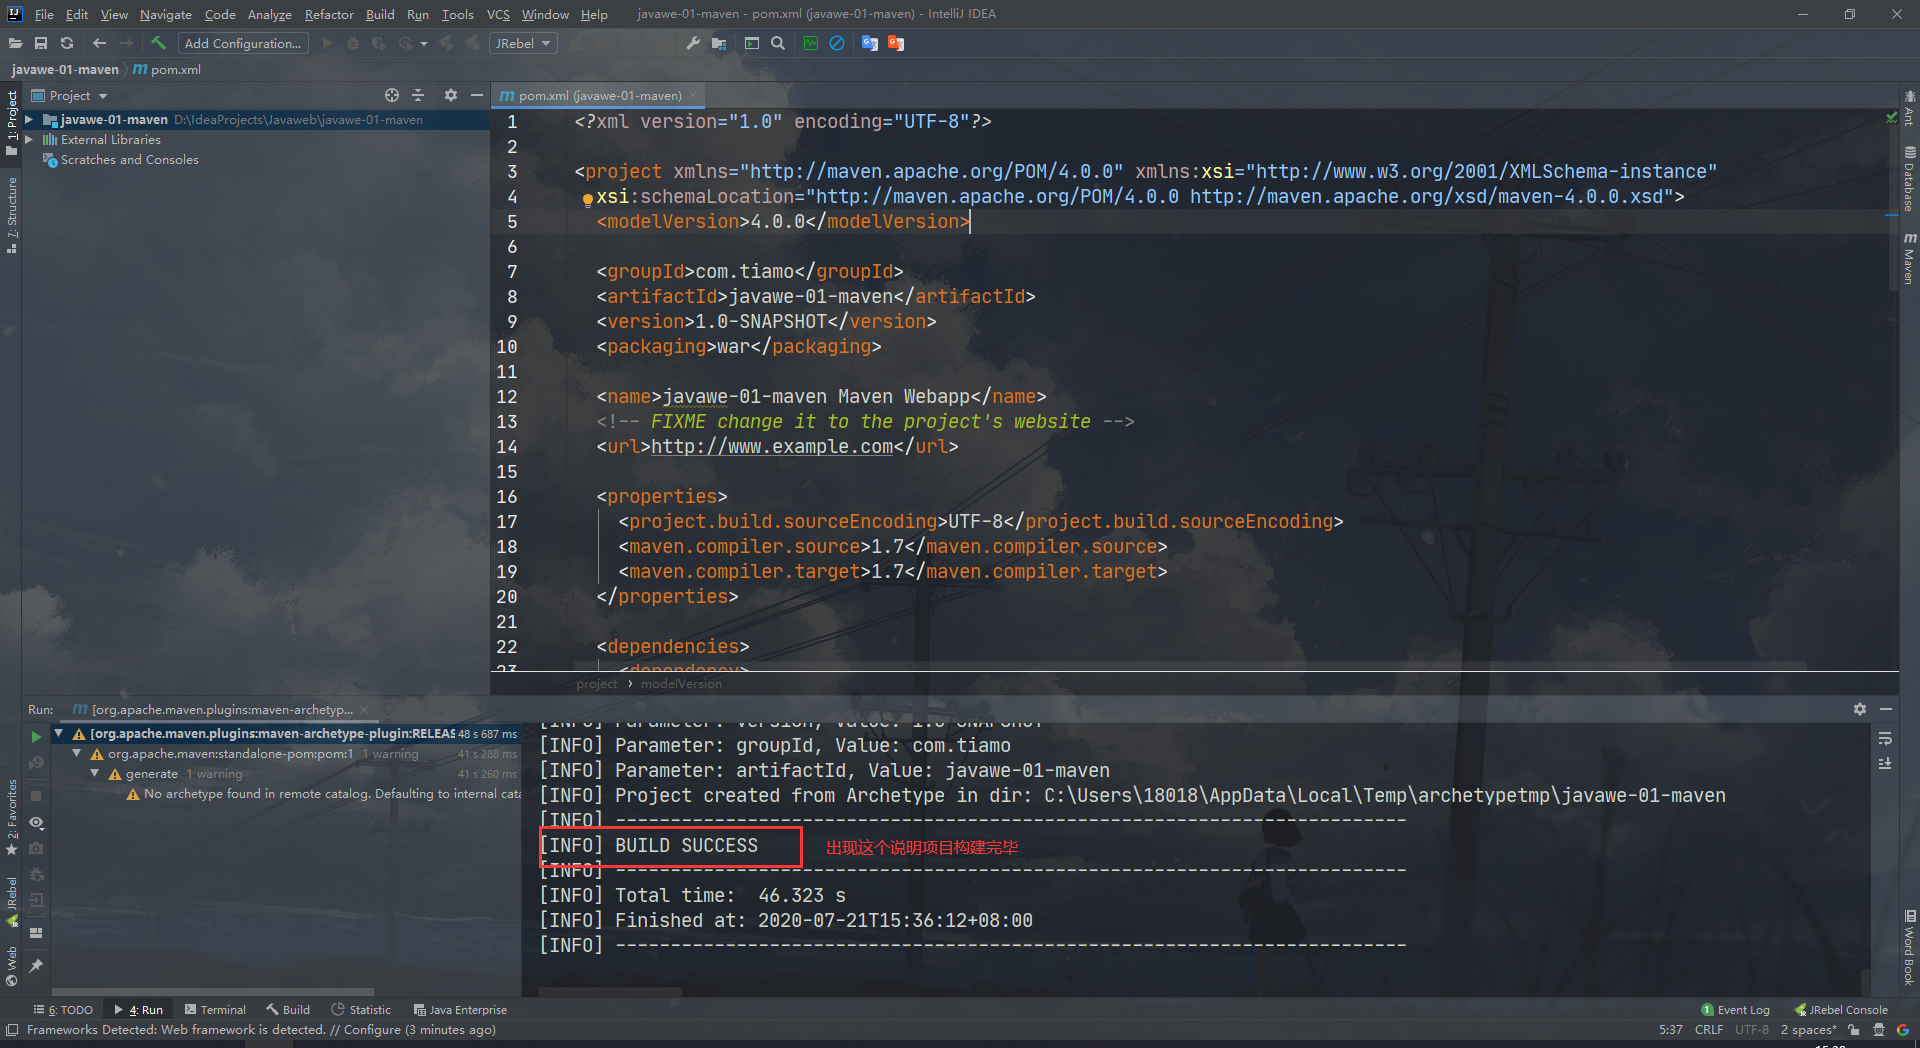 File Edit View Navigate Code Analyze Refactor Build Run Tools VCS Window Help javawe-01-maven - pom.xml (javawe-01-maven) - IntelliJ IDEA
Add Configuration... JRebel
javawe-01-maven pom.xml
Project
pom.xml (javawe-01-maven)
javawe-01-maven D:\IdeaProjects\Javaweb\javawe-01-maven
External Libraries
Scratches and Consoles
1: Project
7: Structure
2: Favorites
JRebel
Web
Ant
Database
Maven
Word Book
1 <?xml version="1.0" encoding="UTF-8"?>
2
3 <project xmlns="http://maven.apache.org/POM/4.0.0" xmlns:xsi="http://www.w3.org/2001/XMLSchema-instance"
4 xsi:schemaLocation="http://maven.apache.org/POM/4.0.0 http://maven.apache.org/xsd/maven-4.0.0.xsd">
5 <modelVersion>4.0.0</modelVersion>
6
7 <groupId>com.tiamo</groupId>
8 <artifactId>javawe-01-maven</artifactId>
9 <version>1.0-SNAPSHOT</version>
10 <packaging>war</packaging>
11
12 <name>javawe-01-maven Maven Webapp</name>
13 <!-- FIXME change it to the project's website -->
14 <url>http://www.example.com</url>
15
16 <properties>
17 <project.build.sourceEncoding>UTF-8</project.build.sourceEncoding>
18 <maven.compiler.source>1.7</maven.compiler.source>
19 <maven.compiler.target>1.7</maven.compiler.target>
20 </properties>
21
22 <dependencies>
23 <dependency>
project › modelVersion
Run: [org.apache.maven.plugins:maven-archetyp...
[org.apache.maven.plugins:maven-archetype-plugin:RELEAS 48 s 687 ms
org.apache.maven:standalone-pom:pom:1 1 warning 41 s 288 ms
generate 1 warning 41 s 260 ms
No archetype found in remote catalog. Defaulting to internal cata
[INFO] Parameter: version, Value: 1.0-SNAPSHOT
[INFO] Parameter: groupId, Value: com.tiamo
[INFO] Parameter: artifactId, Value: javawe-01-maven
[INFO] Project created from Archetype in dir: C:\Users\18018\AppData\Local\Temp\archetypetmp\javawe-01-maven
[INFO] ------------------------------------------------------------------------
[INFO] BUILD SUCCESS 出现这个说明项目构建完毕
[INFO] ------------------------------------------------------------------------
[INFO] Total time:  46.323 s
[INFO] Finished at: 2020-07-21T15:36:12+08:00
[INFO] ------------------------------------------------------------------------
6: TODO 4: Run Terminal Build Statistic Java Enterprise 1 Event Log JRebel Console
Frameworks Detected: Web framework is detected. // Configure (3 minutes ago) 5:37 CRLF UTF-8 2 spaces*